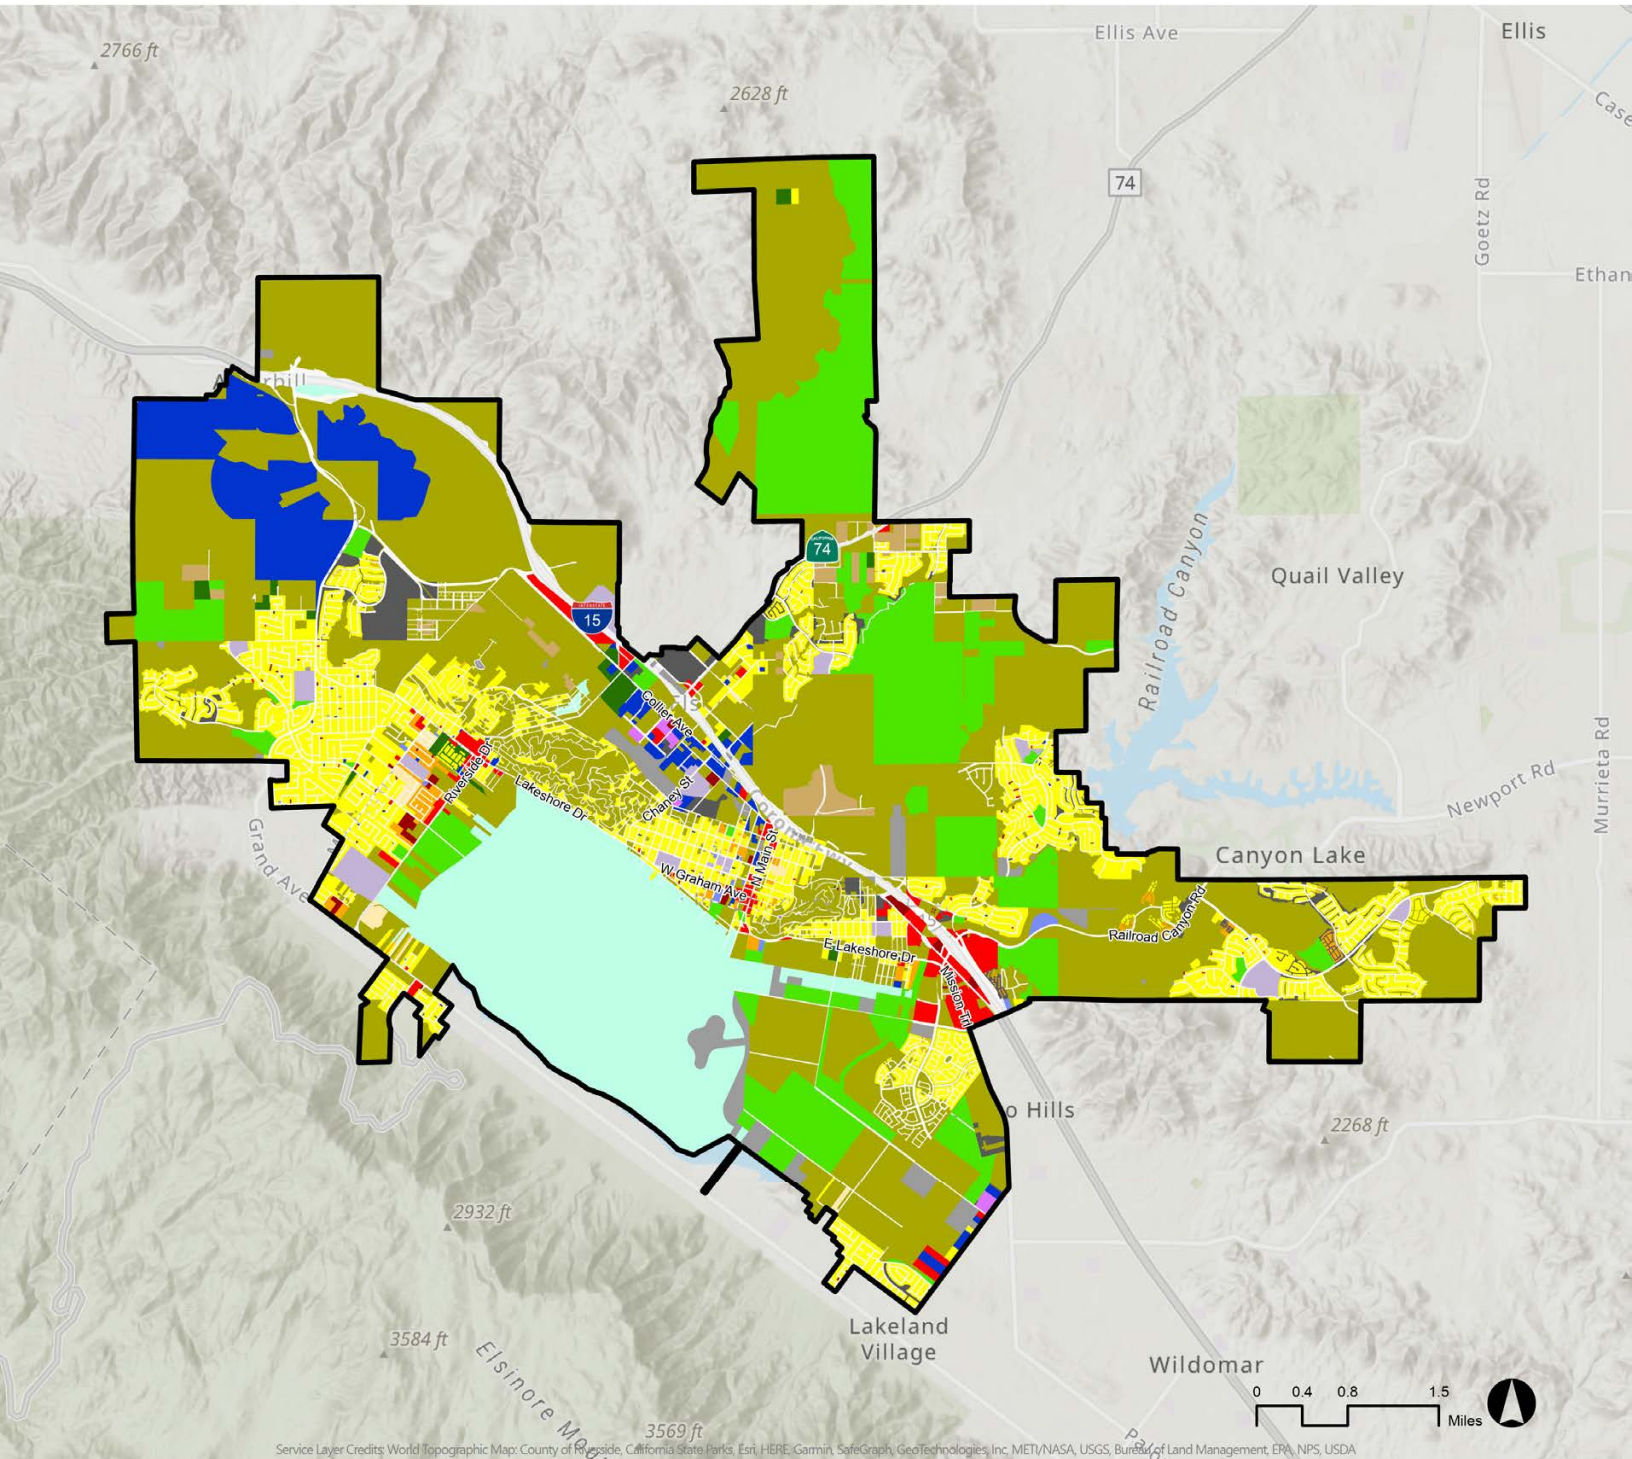 2766 ft
Ellis Ave
Ellis
2628 ft
Case
74
Goetz Rd
Ethan
rhill
74
Quail Valley
Railroad Canyon
15
Collier Ave
Riverside Dr
Lakeshore Dr
Chaney St
Newport Rd
Murrieta Rd
Grand Ave
N Main St
W Graham Ave
Canyon Lake
Railroad Canyon Rd
E Lakeshore Dr
Mission Trl
o Hills
2268 ft
2932 ft
Lakeland
Village
3584 ft
Wildomar
0 0.4 0.8 1.5
Miles
Elsinore Mo
3569 ft
Service Layer Credits: World Topographic Map: County of Riverside, California State Parks, Esri, HERE, Garmin, SafeGraph, GeoTechnologies, Inc, METI/NASA, USGS, Bureau of Land Management, EPA, NPS, USDA